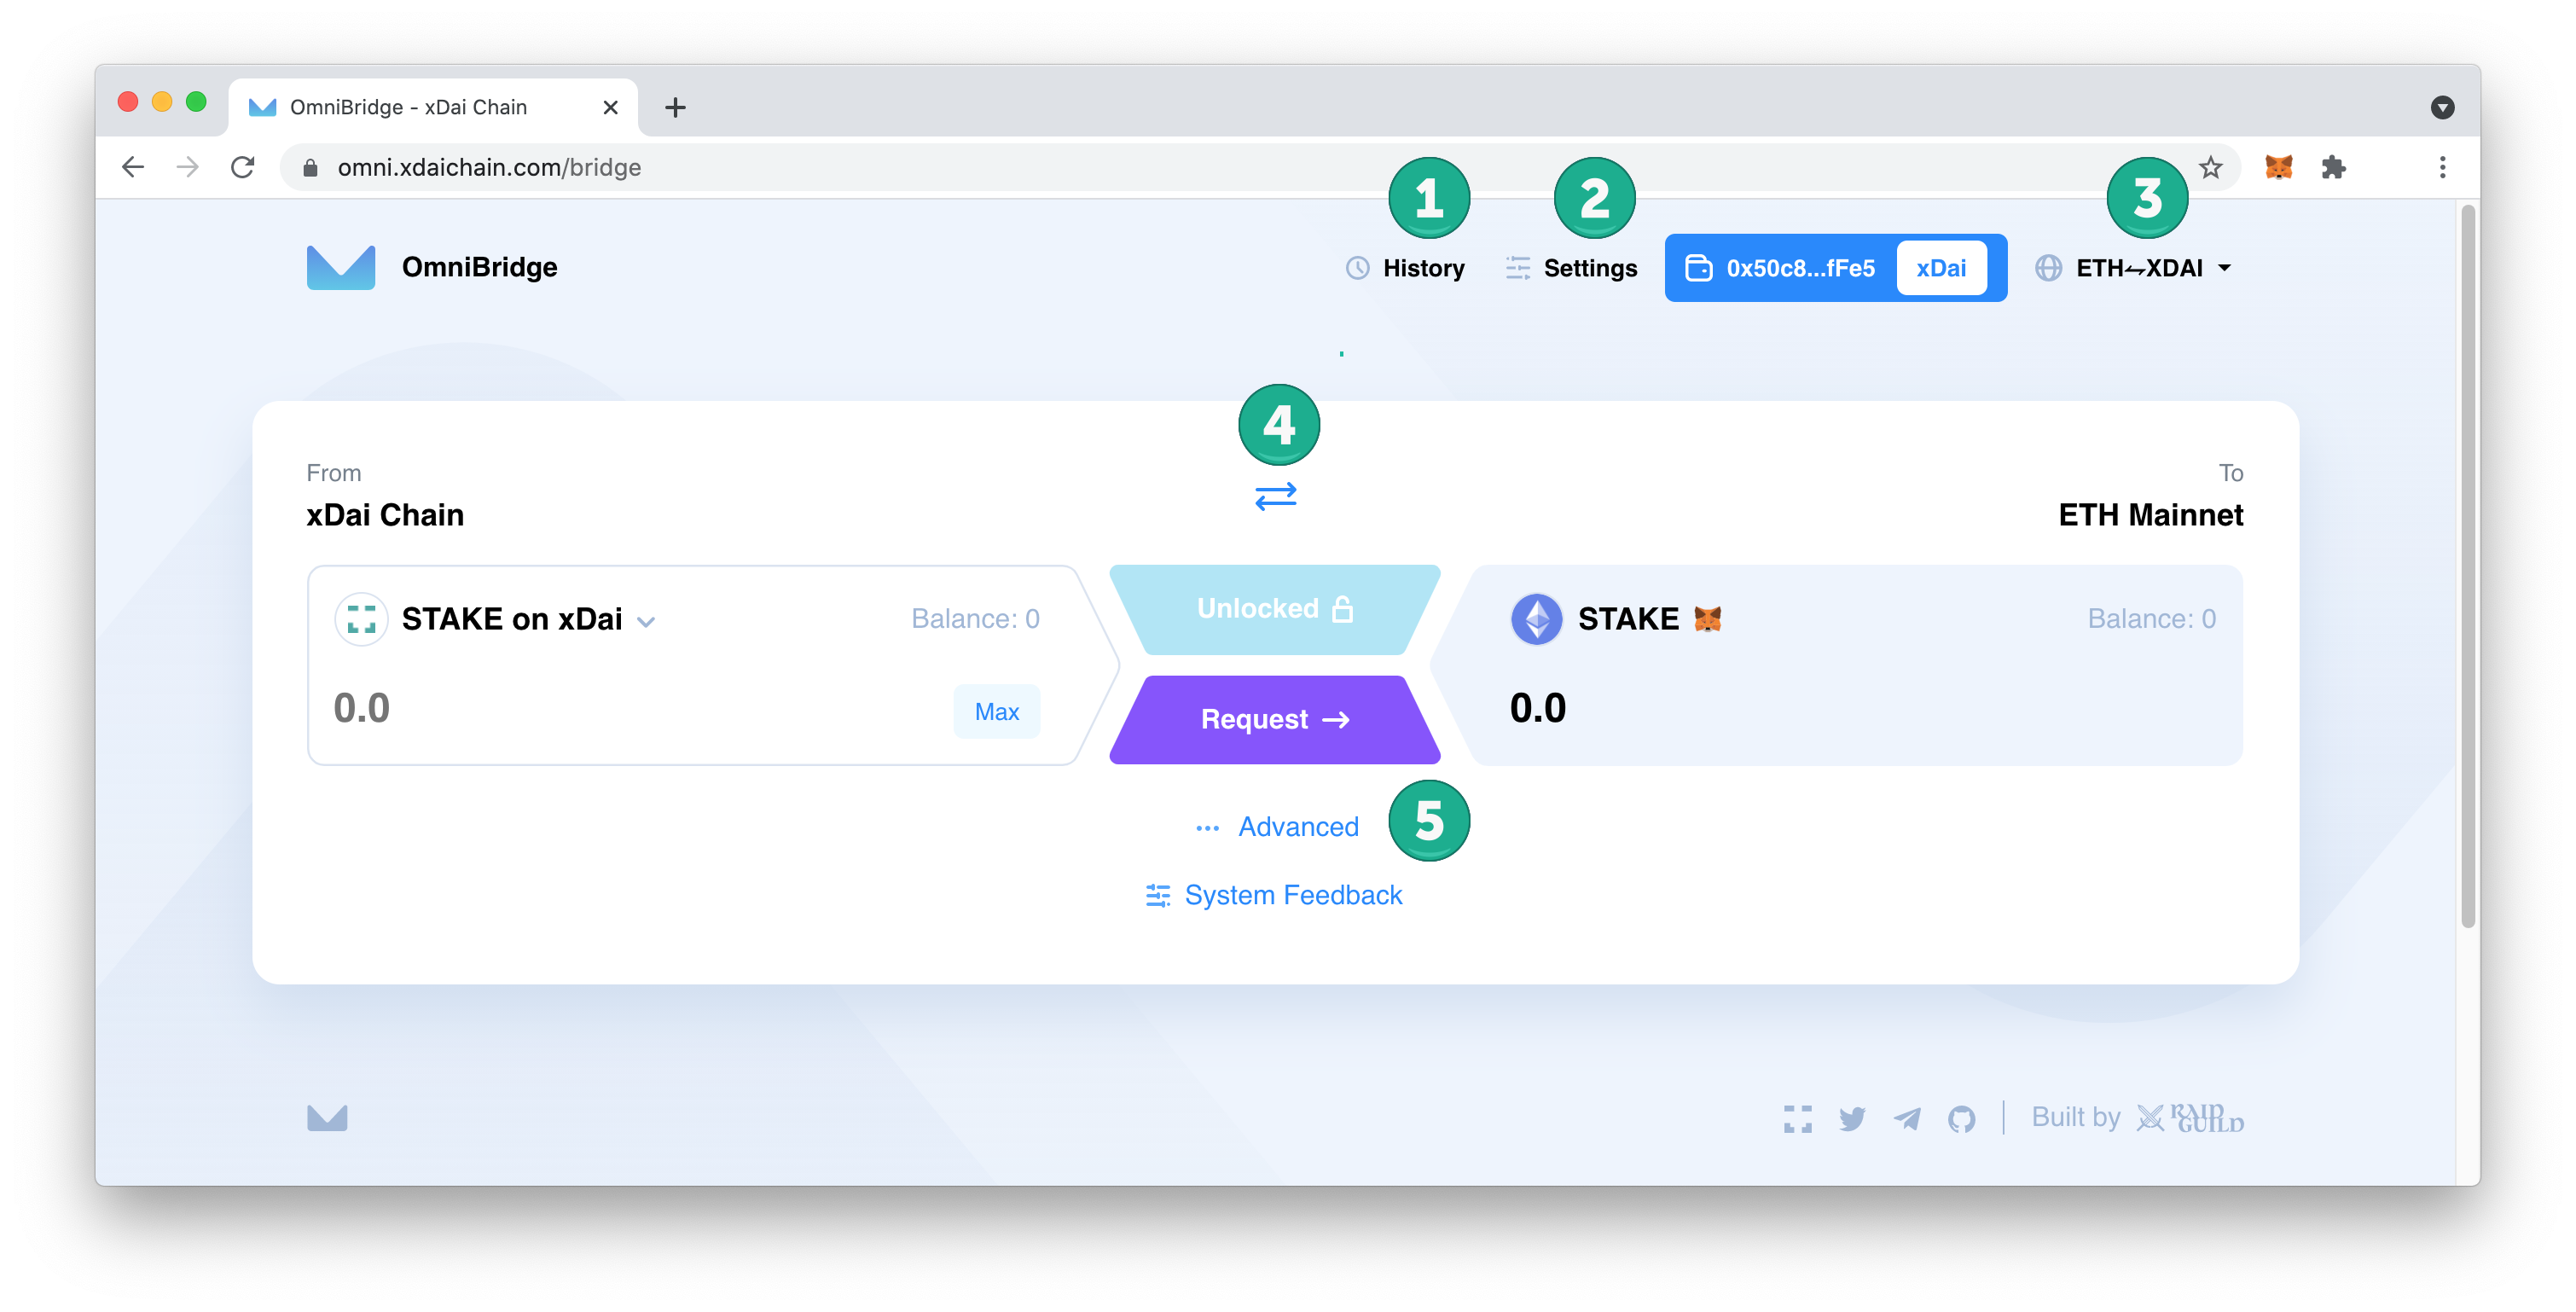 OmniBridge - xDai Chain
omni.xdaichain.com/bridge
1 2 3
OmniBridge
History Settings 0x50c8...fFe5 xDai ETH⇋XDAI
4
From To
xDai Chain ETH Mainnet
STAKE on xDai Balance: 0 Unlocked STAKE Balance: 0
0.0 Max Request → 0.0
... Advanced 5
System Feedback
Built by RAID
GUILD